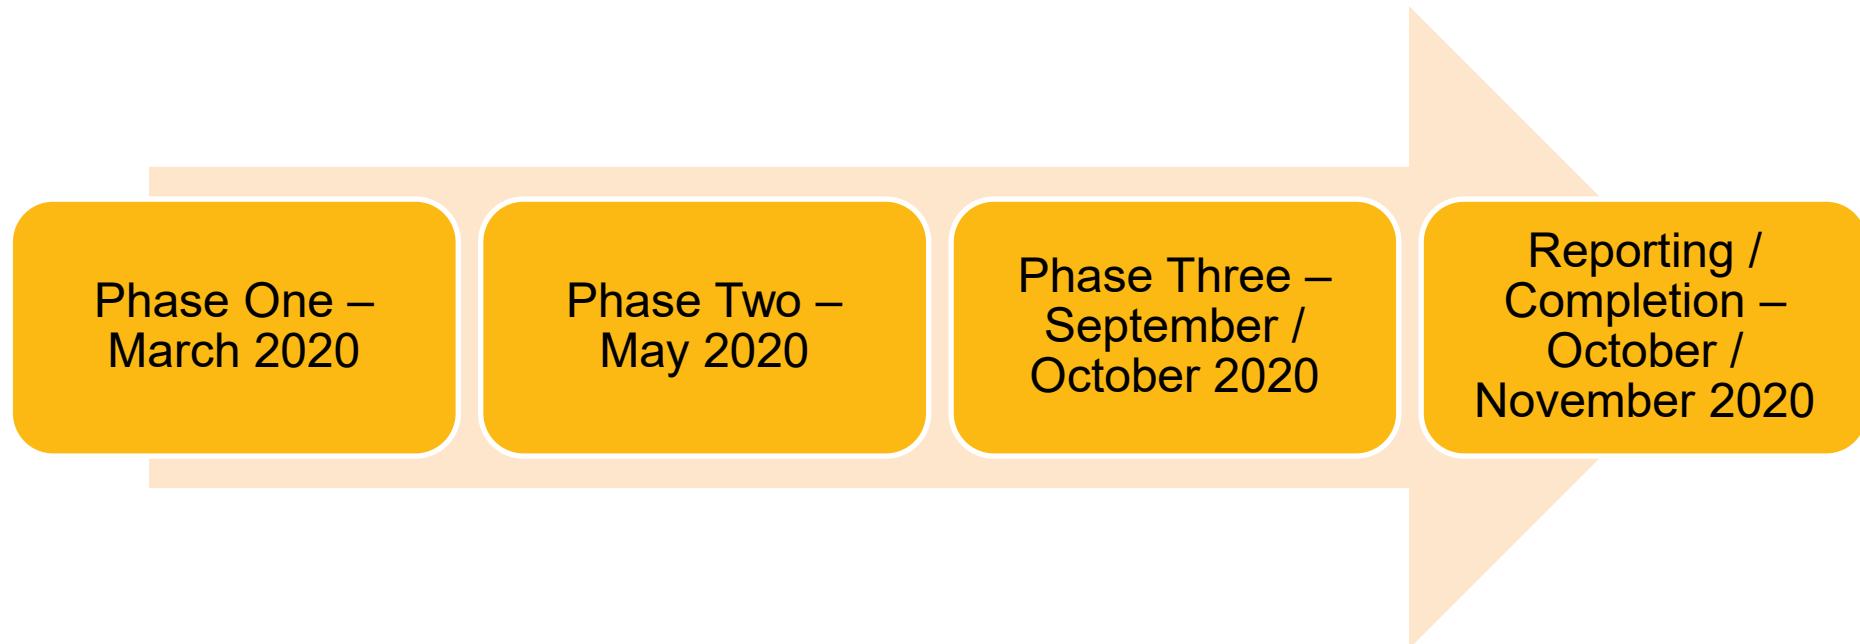 Phase One –
March 2020
Phase Two –
May 2020
Phase Three –
September /
October 2020
Reporting /
Completion –
October /
November 2020